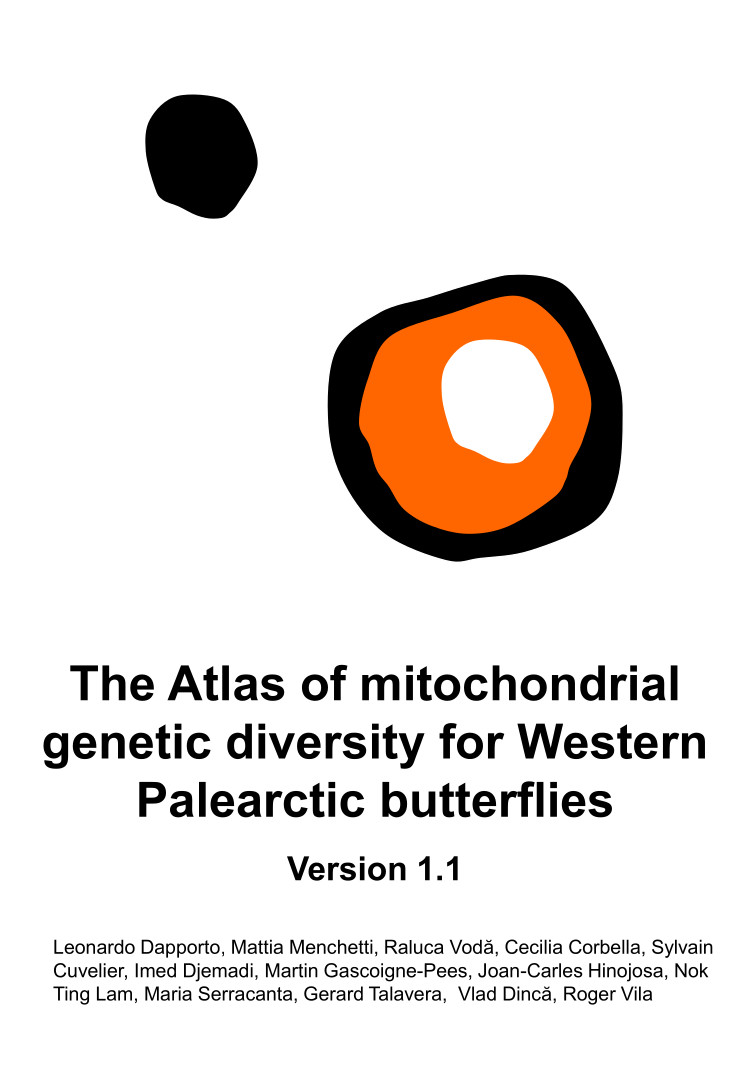 The Atlas of mitochondrial
genetic diversity for Western
Palearctic butterflies
Version 1.1
Leonardo Dapporto, Mattia Menchetti, Raluca Vodă, Cecilia Corbella, Sylvain
Cuvelier, Imed Djemadi, Martin Gascoigne-Pees, Joan-Carles Hinojosa, Nok
Ting Lam, Maria Serracanta, Gerard Talavera,  Vlad Dincă, Roger Vila